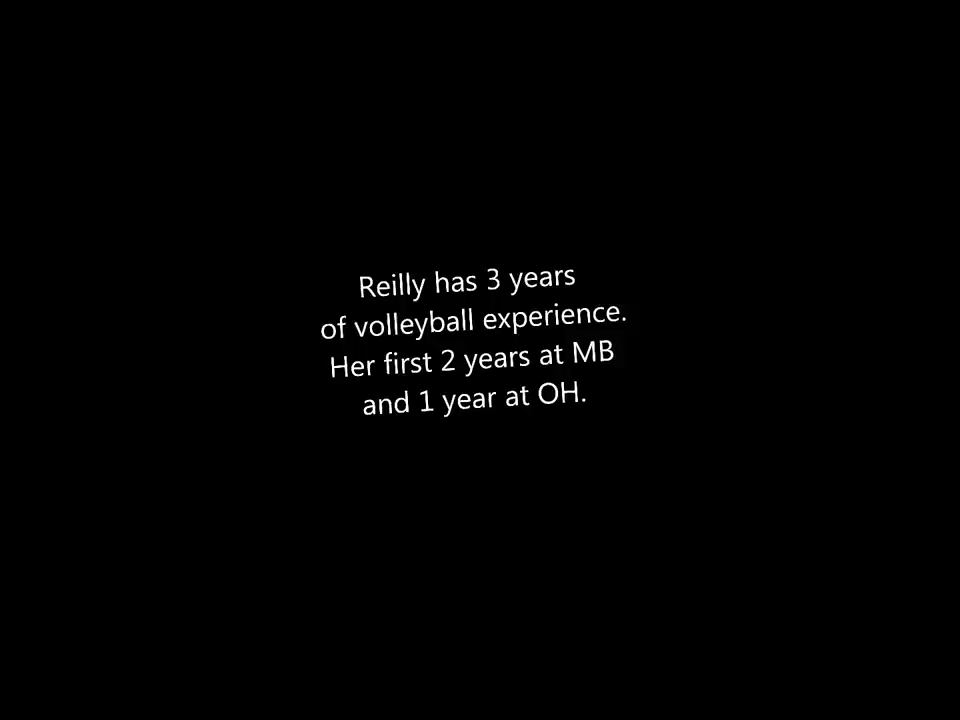 Reilly has 3 years
of volleyball experience.
Her first 2 years at MB
and 1 year at OH.